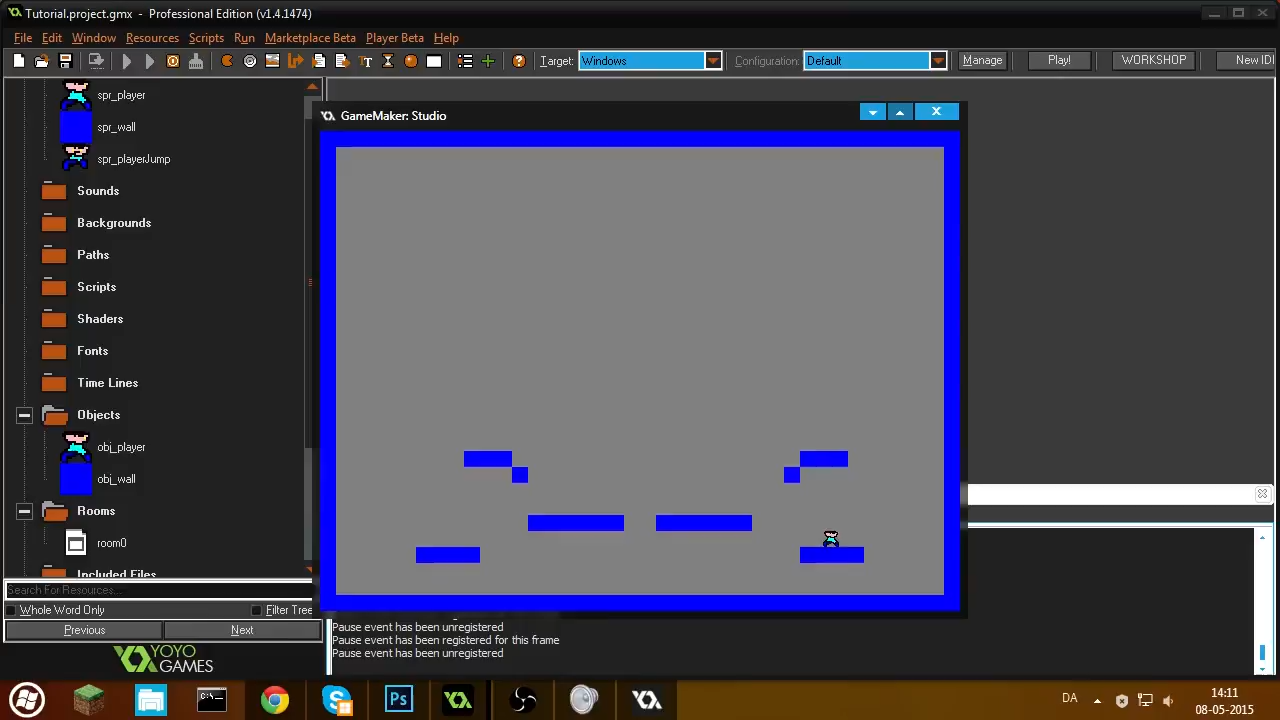 Tutorial.project.gmx - Professional Edition (v1.4.1474)
File Edit Window Resources Scripts Run Marketplace Beta Player Beta Help
Target: Windows Configuration: Default Manage Play! WORKSHOP New ID
spr_player
spr_wall
spr_playerJump
Sounds
Backgrounds
Paths
Scripts
Shaders
Fonts
Time Lines
Objects
obj_player
obj_wall
Rooms
room0
Included Files
Search For Resources...
Whole Word Only Filter Tree
Previous Next
YOYO
GAMES
GameMaker: Studio
Pause event has been unregistered
Pause event has been registered for this frame
Pause event has been unregistered
Ps
DA
14:11
08-05-2015